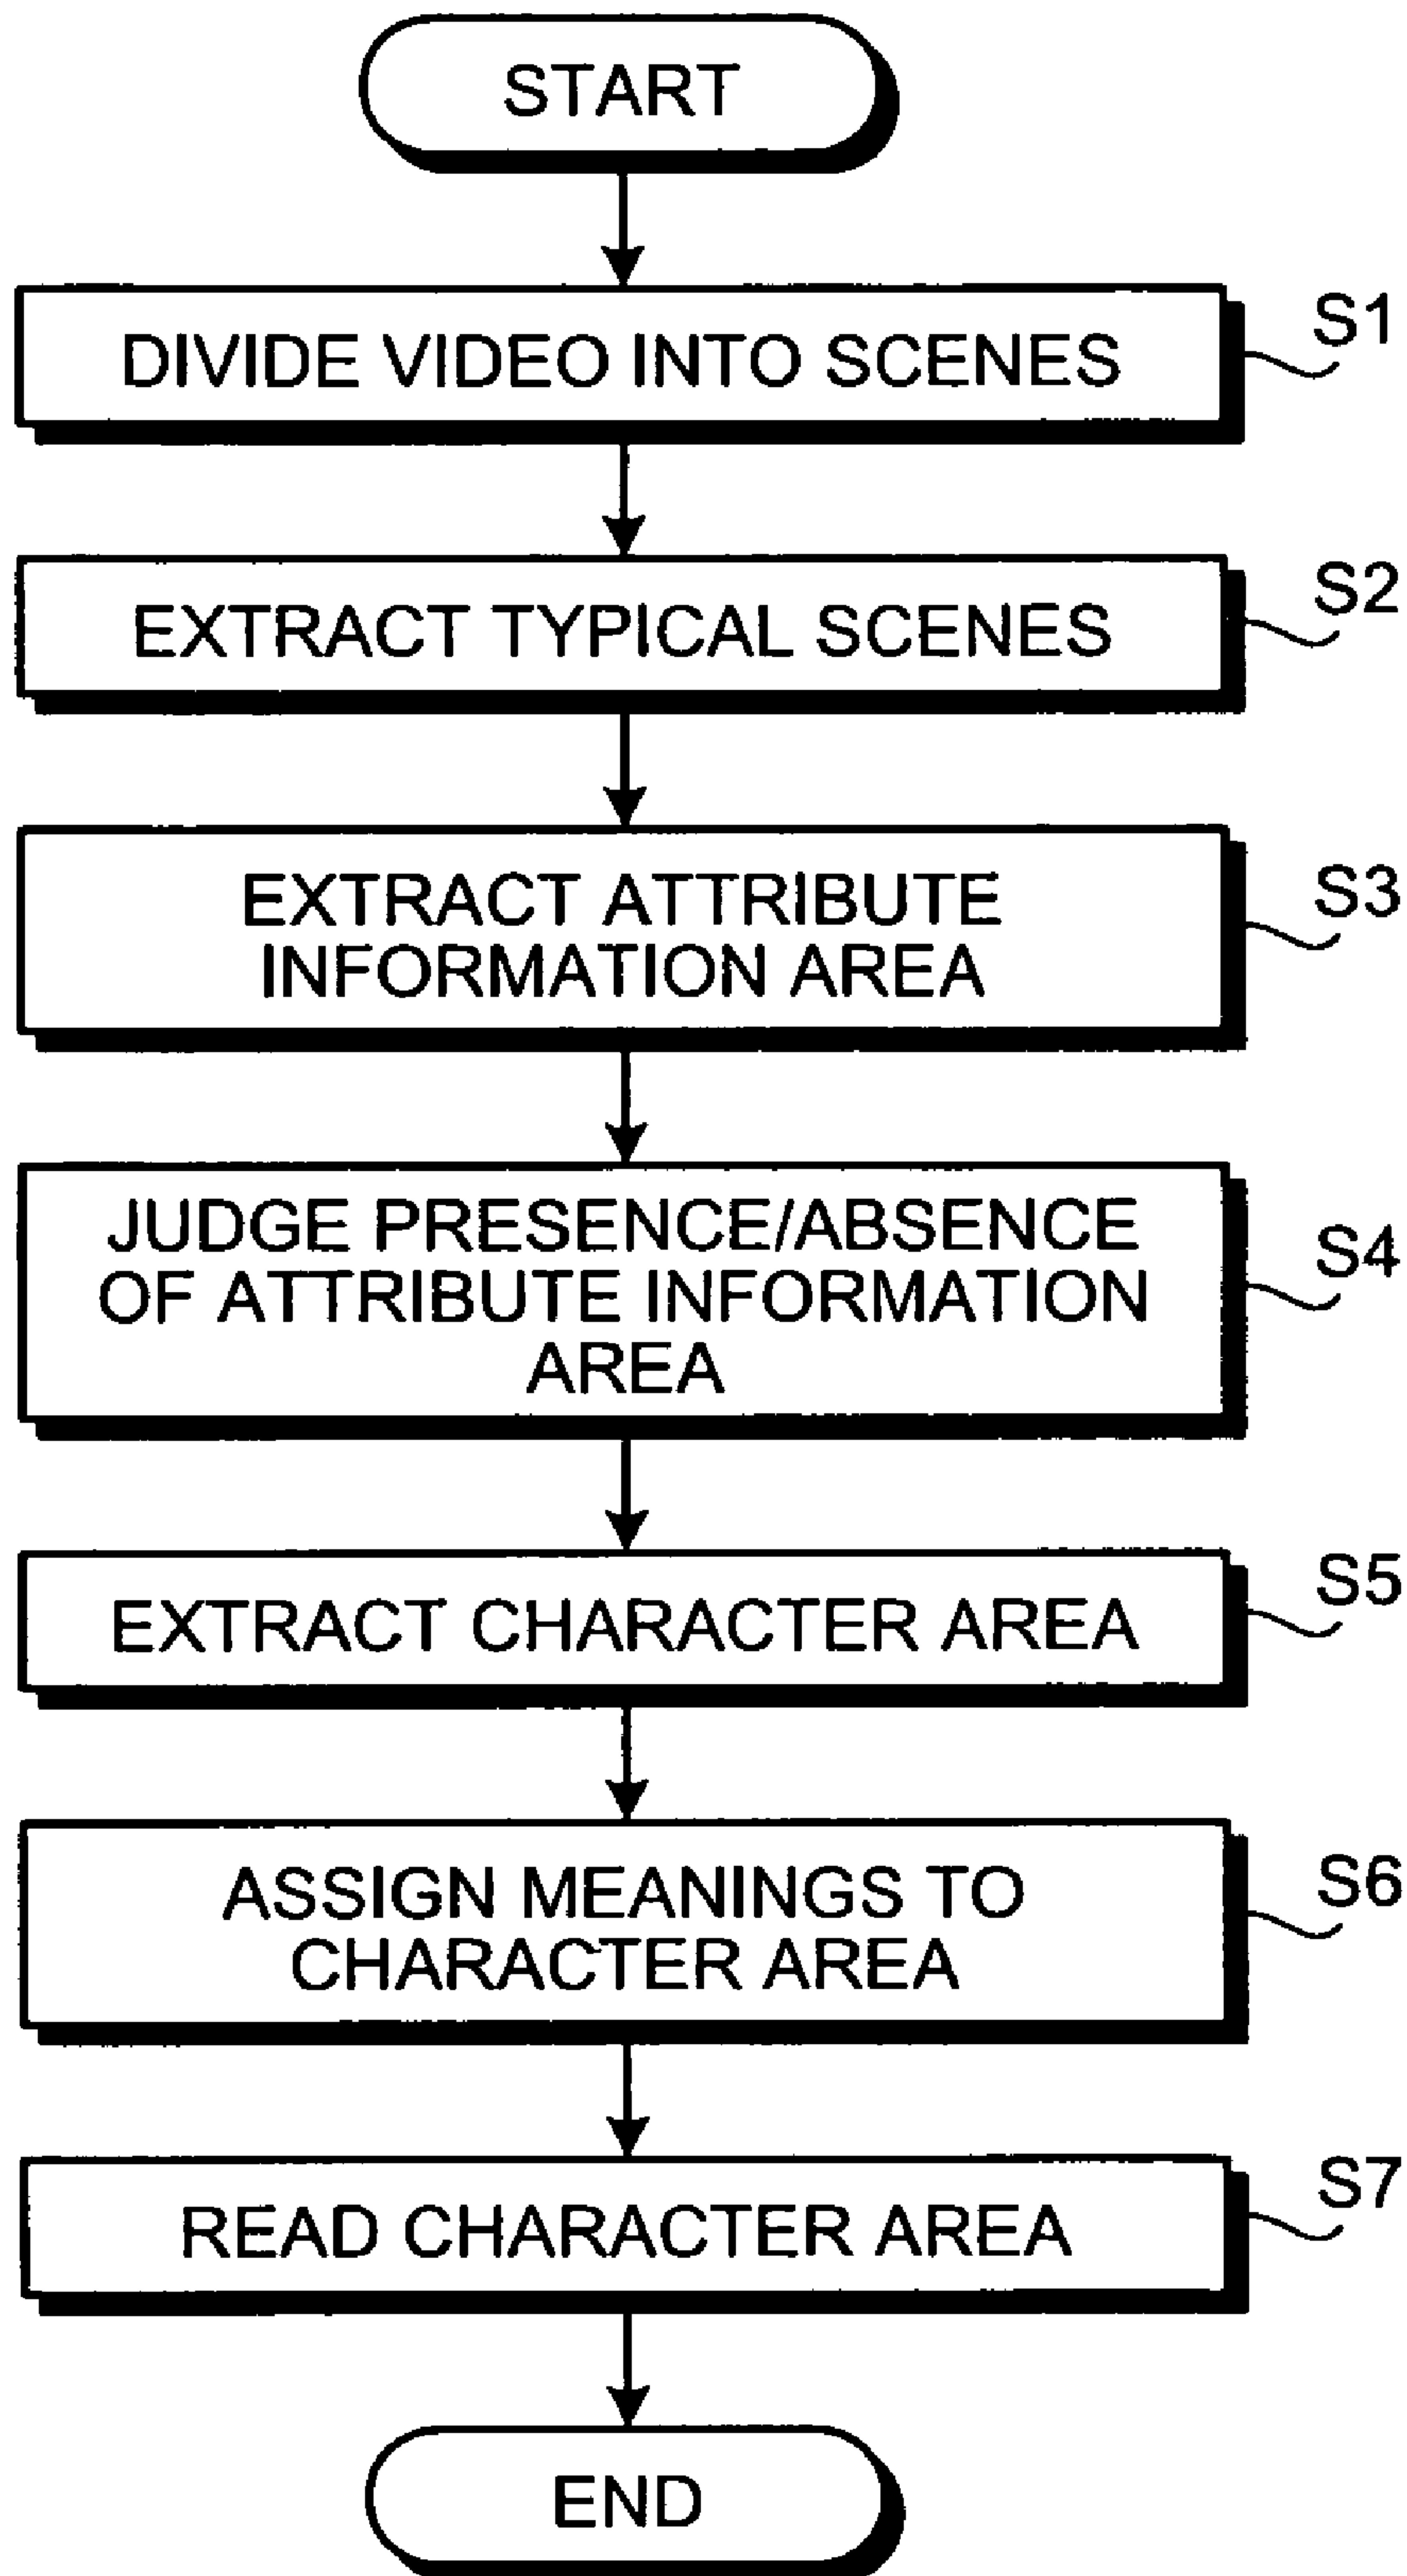 START
DIVIDE VIDEO INTO SCENES
S1
EXTRACT TYPICAL SCENES
S2
EXTRACT ATTRIBUTE
INFORMATION AREA
S3
JUDGE PRESENCE/ABSENCE
OF ATTRIBUTE INFORMATION
AREA
S4
EXTRACT CHARACTER AREA
S5
ASSIGN MEANINGS TO
CHARACTER AREA
S6
READ CHARACTER AREA
S7
END